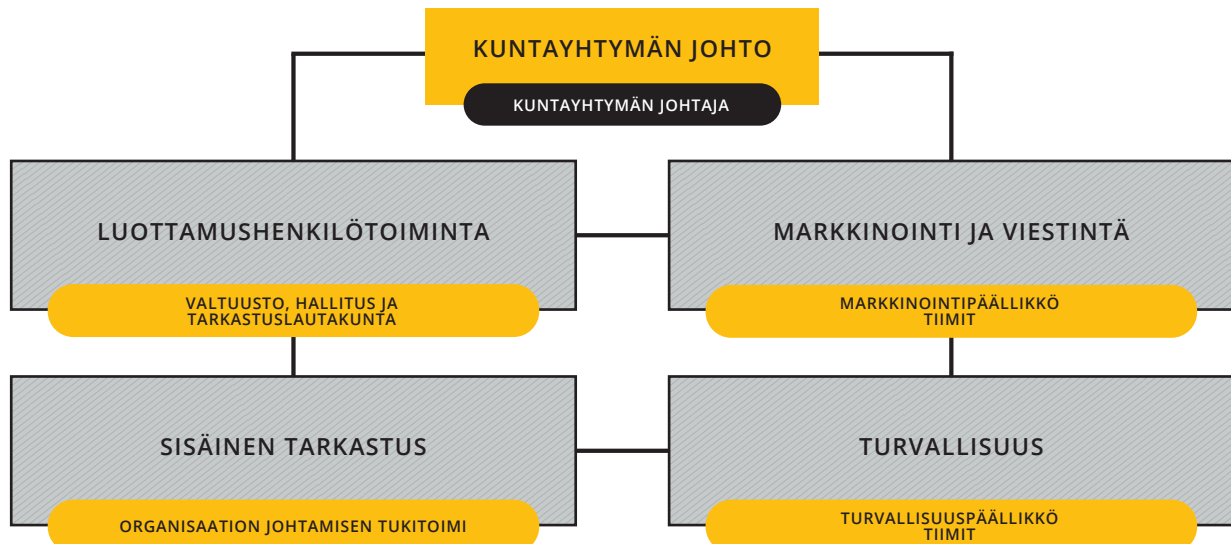 KUNTAYHTYMÄN JOHTO
KUNTAYHTYMÄN JOHTAJA
LUOTTAMUSHENKILÖTOIMINTA
VALTUUSTO, HALLITUS JA
TARKASTUSLAUTAKUNTA
MARKKINOINTI JA VIESTINTÄ
MARKKINOINTIPÄÄLLIKKÖ
TIIMIT
SISÄINEN TARKASTUS
ORGANISAATION JOHTAMISEN TUKITOIMI
TURVALLISUUS
TURVALLISUUSPÄÄLLIKKÖ
TIIMIT